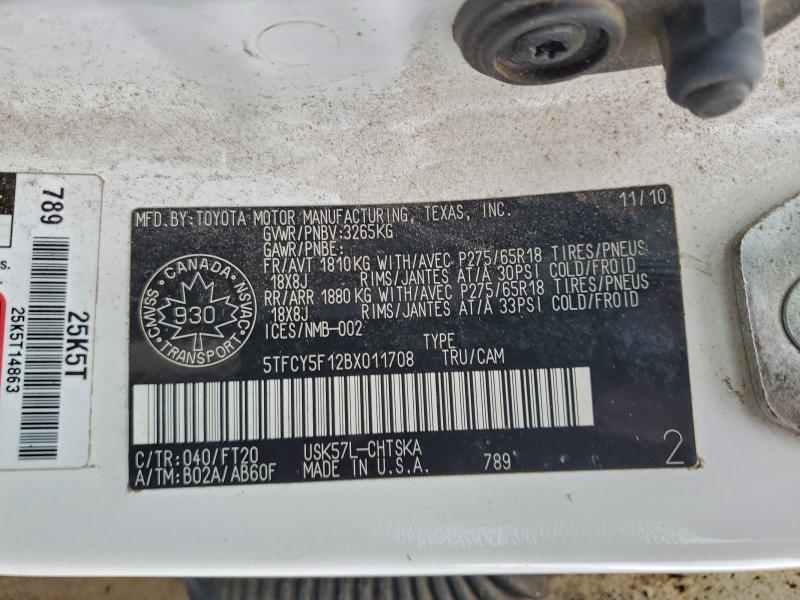 MFD.BY:TOYOTA MOTOR MANUFACTURING, TEXAS, INC. 11/10
GVWR/PNBV:3265KG
GAWR/PNBE:
FR/AVT 1810KG WITH/AVEC P275/65R18 TIRES/PNEUS
18X8J RIMS/JANTES AT/A 30PSI COLD/FROID
RR/ARR 1880KG WITH/AVEC P275/65R18 TIRES/PNEUS
18X8J RIMS/JANTES AT/A 33PSI COLD/FROID
ICES/NMB-002
TYPE
5TFCY5F12BX011708 TRU/CAM
CANADA
CMVSS 930 NSVAC
TRANSPORT
C/TR:040/FT20 USK57L-CHTSKA
A/TM:B02A/AB60F MADE IN U.S.A. 789 2
789
25K5T
25K5T14863
s.